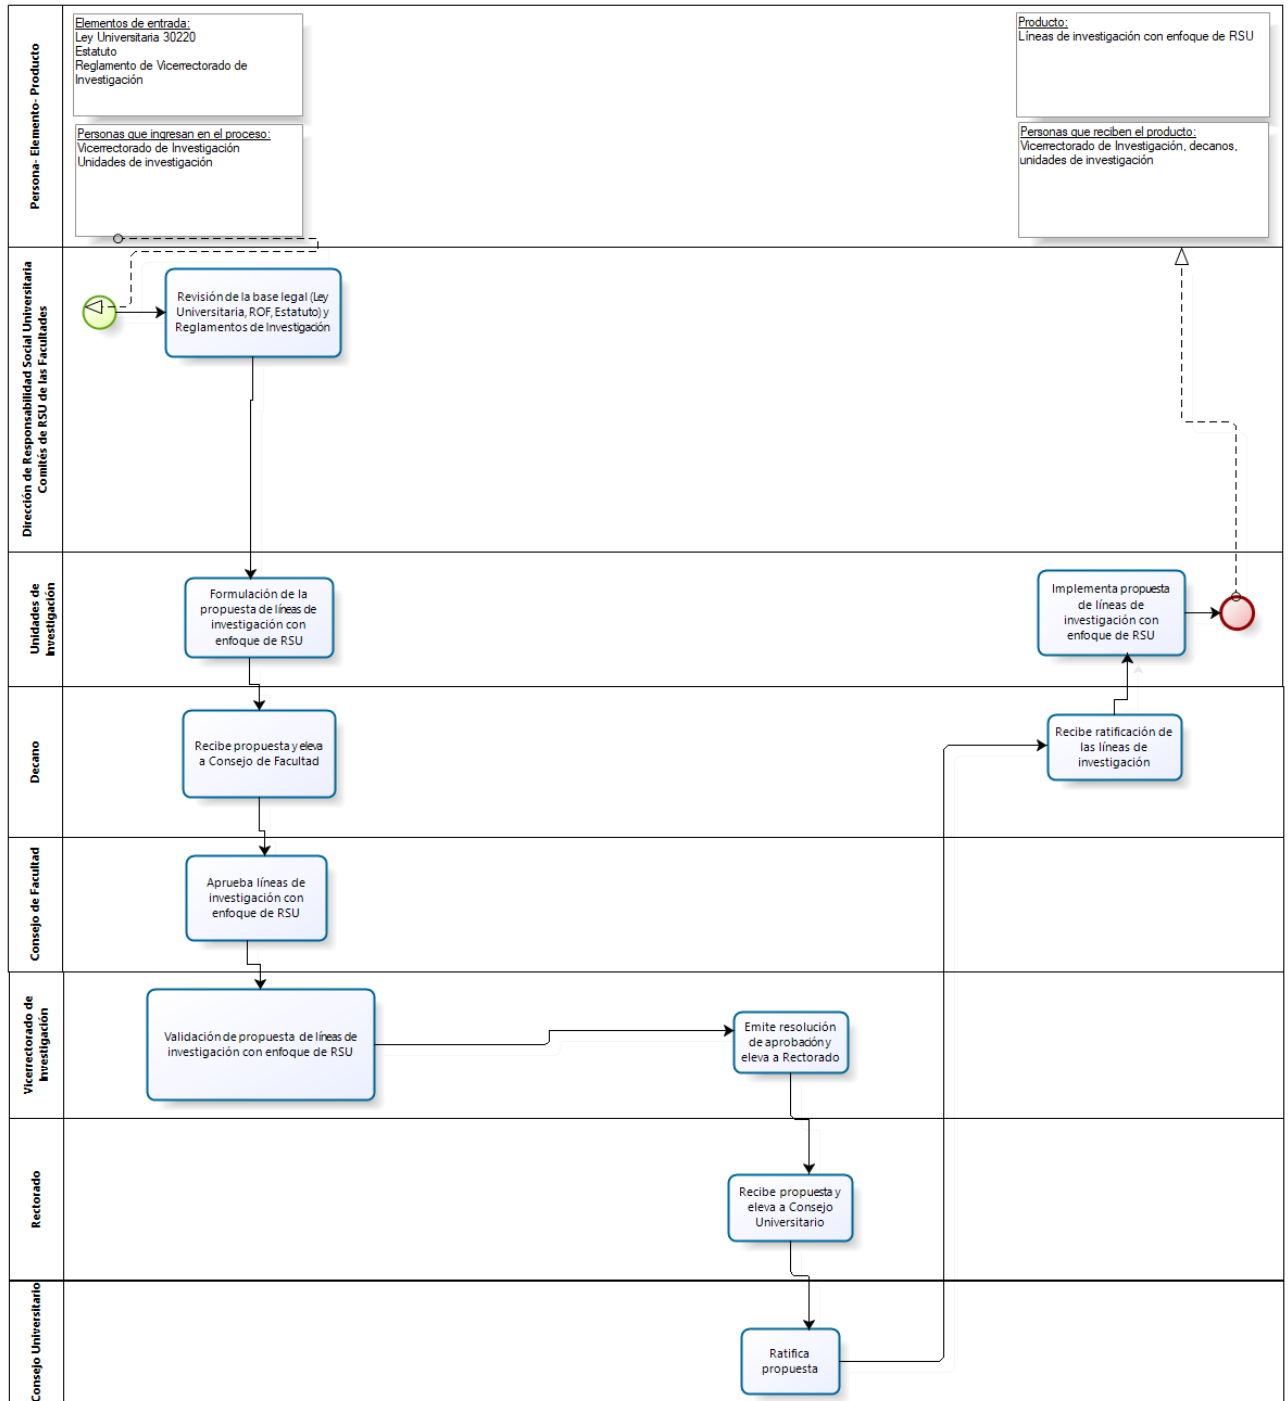 Persona- Elemento- Producto
Elementos de entrada:
Ley Universitaria 30220
Estatuto
Reglamento de Vicerrectorado de
Investigación
Personas que ingresan en el proceso:
Vicerrectorado de Investigación
Unidades de investigación
Producto:
Líneas de investigación con enfoque de RSU
Personas que reciben el producto:
Vicerrectorado de Investigación, decanos,
unidades de investigación
Dirección de Responsabilidad Social Universitaria
Comités de RSU de las Facultades
Revisión de la base legal (Ley
Universitaria, ROF, Estatuto) y
Reglamentos de Investigación
Unidades de
Investigación
Formulación de la
propuesta de líneas de
investigación con
enfoque de RSU
Implementa propuesta
de líneas de
investigación con
enfoque de RSU
Decano
Recibe propuesta y eleva
a Consejo de Facultad
Recibe ratificación de
las líneas de
investigación
Consejo de Facultad
Aprueba líneas de
investigación con
enfoque de RSU
Vicerrectorado de
Investigación
Validación de propuesta de líneas de
investigación con enfoque de RSU
Emite resolución
de aprobación y
eleva a Rectorado
Rectorado
Recibe propuesta y
eleva a Consejo
Universitario
Consejo Universitario
Ratifica
propuesta